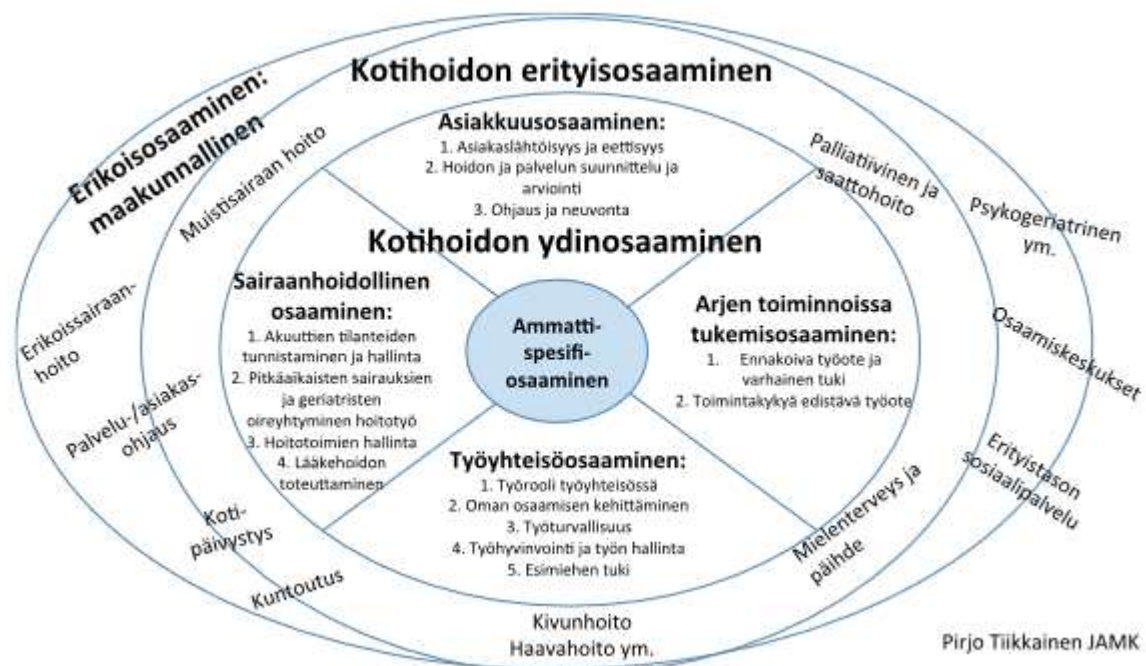 Kotihoidon erityisosaaminen
Erikoisosaaminen:
maakunnallinen
Muistisairaan hoito
Asiakkuusosaaminen:
1. Asiakaslähtöisyys ja eettisyys
2. Hoidon ja palvelun suunnittelu ja
arviointi
3. Ohjaus ja neuvonta
Palliatiivinen ja
saattohoito
Psykogeriatrinen
ym.
Kotihoidon ydinosaaminen
Sairaanhoidollinen
osaaminen:
1. Akuuttien tilanteiden
tunnistaminen ja hallinta
2. Pitkäaikaisten sairauksien
ja geriatristen
oireyhtyminen hoitotyö
3. Hoitotoimien hallinta
4. Lääkehoidon
toteuttaminen
Ammatti-
spesifi-
osaaminen
Arjen toiminnoissa
tukemisosaaminen:
1. Ennakoiva työote ja
varhainen tuki
2. Toimintakykyä edistävä työote
Erikoissairaan-
hoito
Osaamiskeskukset
Palvelu-/asiakas-
ohjaus
Työyhteisöosaaminen:
1. Työrooli työyhteisössä
2. Oman osaamisen kehittäminen
3. Työturvallisuus
4. Työhyvinvointi ja työn hallinta
5. Esimiehen tuki
Erityistason
sosiaalipalvelu
Koti-
päivystys
Mielenterveys ja
päihde
Kuntoutus
Kivunhoito
Haavahoito ym.
Pirjo Tiikkainen JAMK